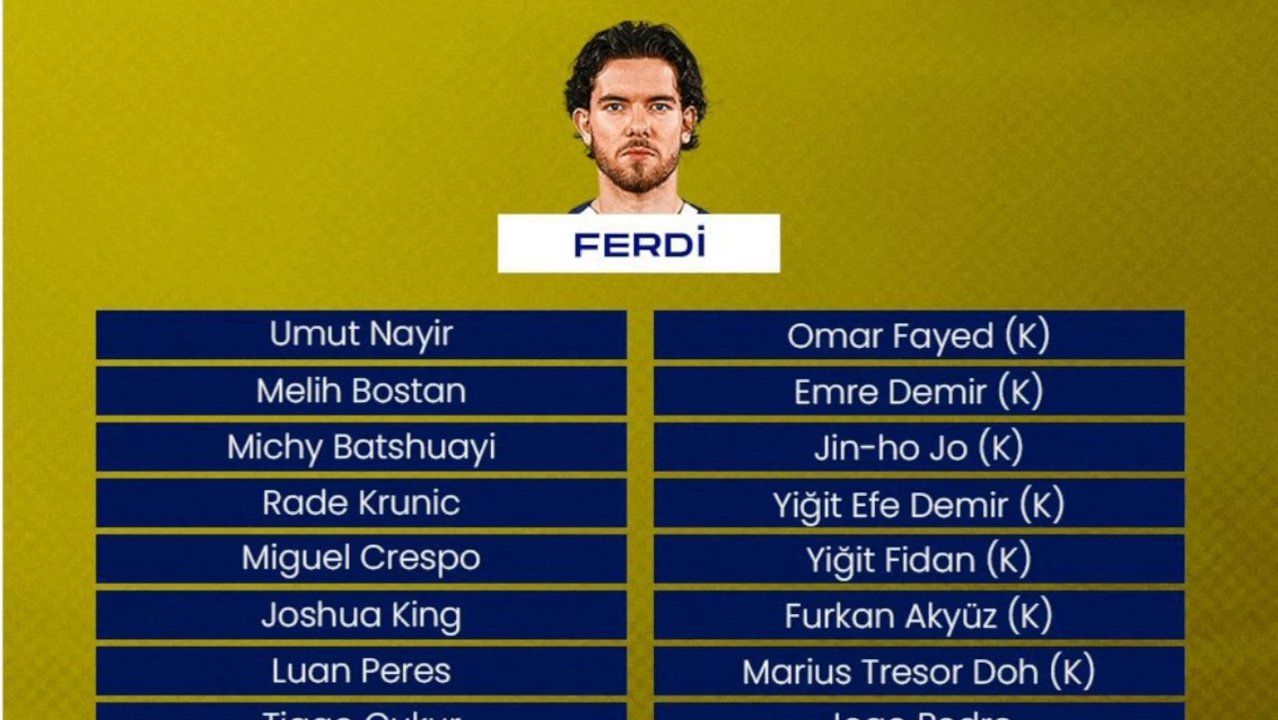 FERDİ
Umut Nayir
Omar Fayed (K)
Melih Bostan
Emre Demir (K)
Michy Batshuayi
Jin-ho Jo (K)
Rade Krunic
Yiğit Efe Demir (K)
Miguel Crespo
Yiğit Fidan (K)
Joshua King
Furkan Akyüz (K)
Luan Peres
Marius Tresor Doh (K)